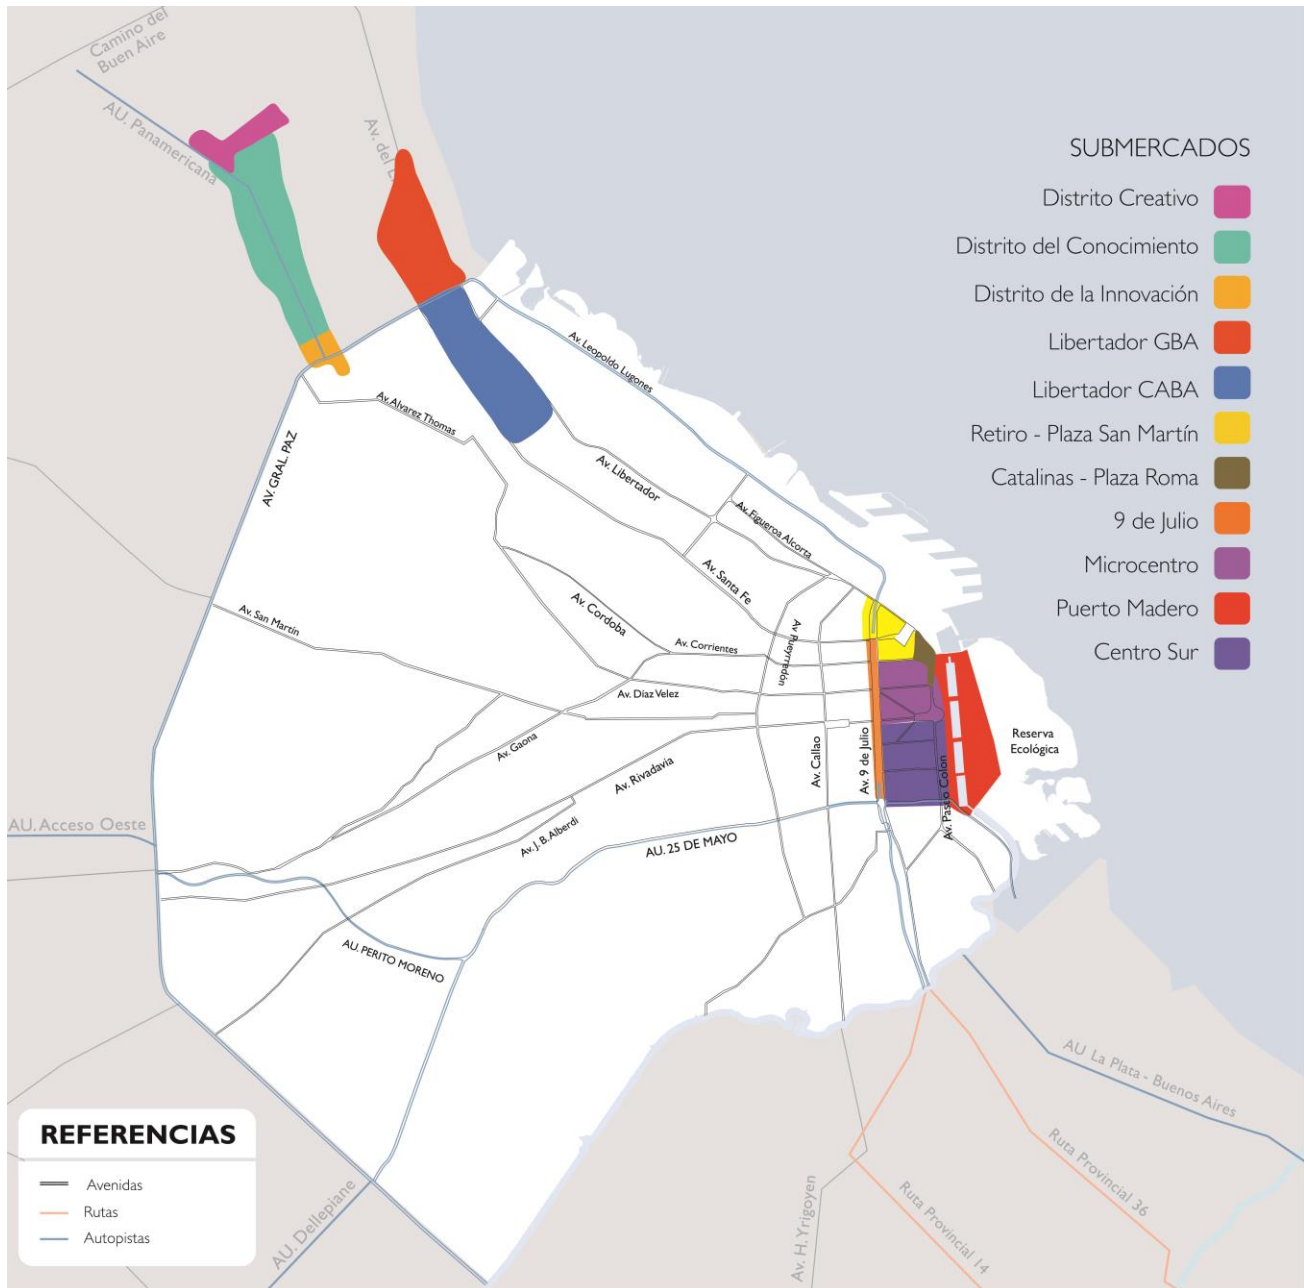 Camino del
Buen Aire
AU. Panamericana
Av. del L
SUBMERCADOS
Distrito Creativo
Distrito del Conocimiento
Distrito de la Innovación
Libertador GBA
Libertador CABA
Retiro - Plaza San Martín
Catalinas - Plaza Roma
9 de Julio
Microcentro
Puerto Madero
Centro Sur
Av. Leopoldo Lugones
Av. Alvarez Thomas
AV. GRAL. PAZ
Av. Libertador
Av. Figueroa Alcorta
Av. Santa Fe
Av. Cordoba
Av. San Martín
Av. Corrientes
Av Pueyrredón
Av. Díaz Velez
Av. Gaona
Av. Rivadavía
Av. Callao
Av. 9 de Julio
Av. Paseo Colon
Reserva
Ecológica
AU. Acceso Oeste
Av. J. B. Alberdi
AU. 25 DE MAYO
AU. PERITO MORENO
AU La Plata - Buenos Aires
Ruta Provincial 36
Ruta Provincial 14
Av. H. Yrigoyen
AU. Dellepiane
REFERENCIAS
Avenidas
Rutas
Autopistas